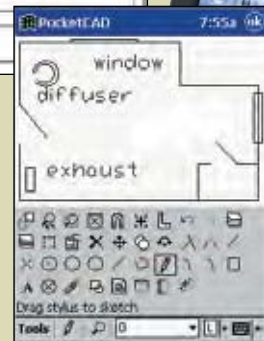 PocketCAD 7:55a ok
window
diffuser
exhaust
Drag stylus to sketch
Tools 0